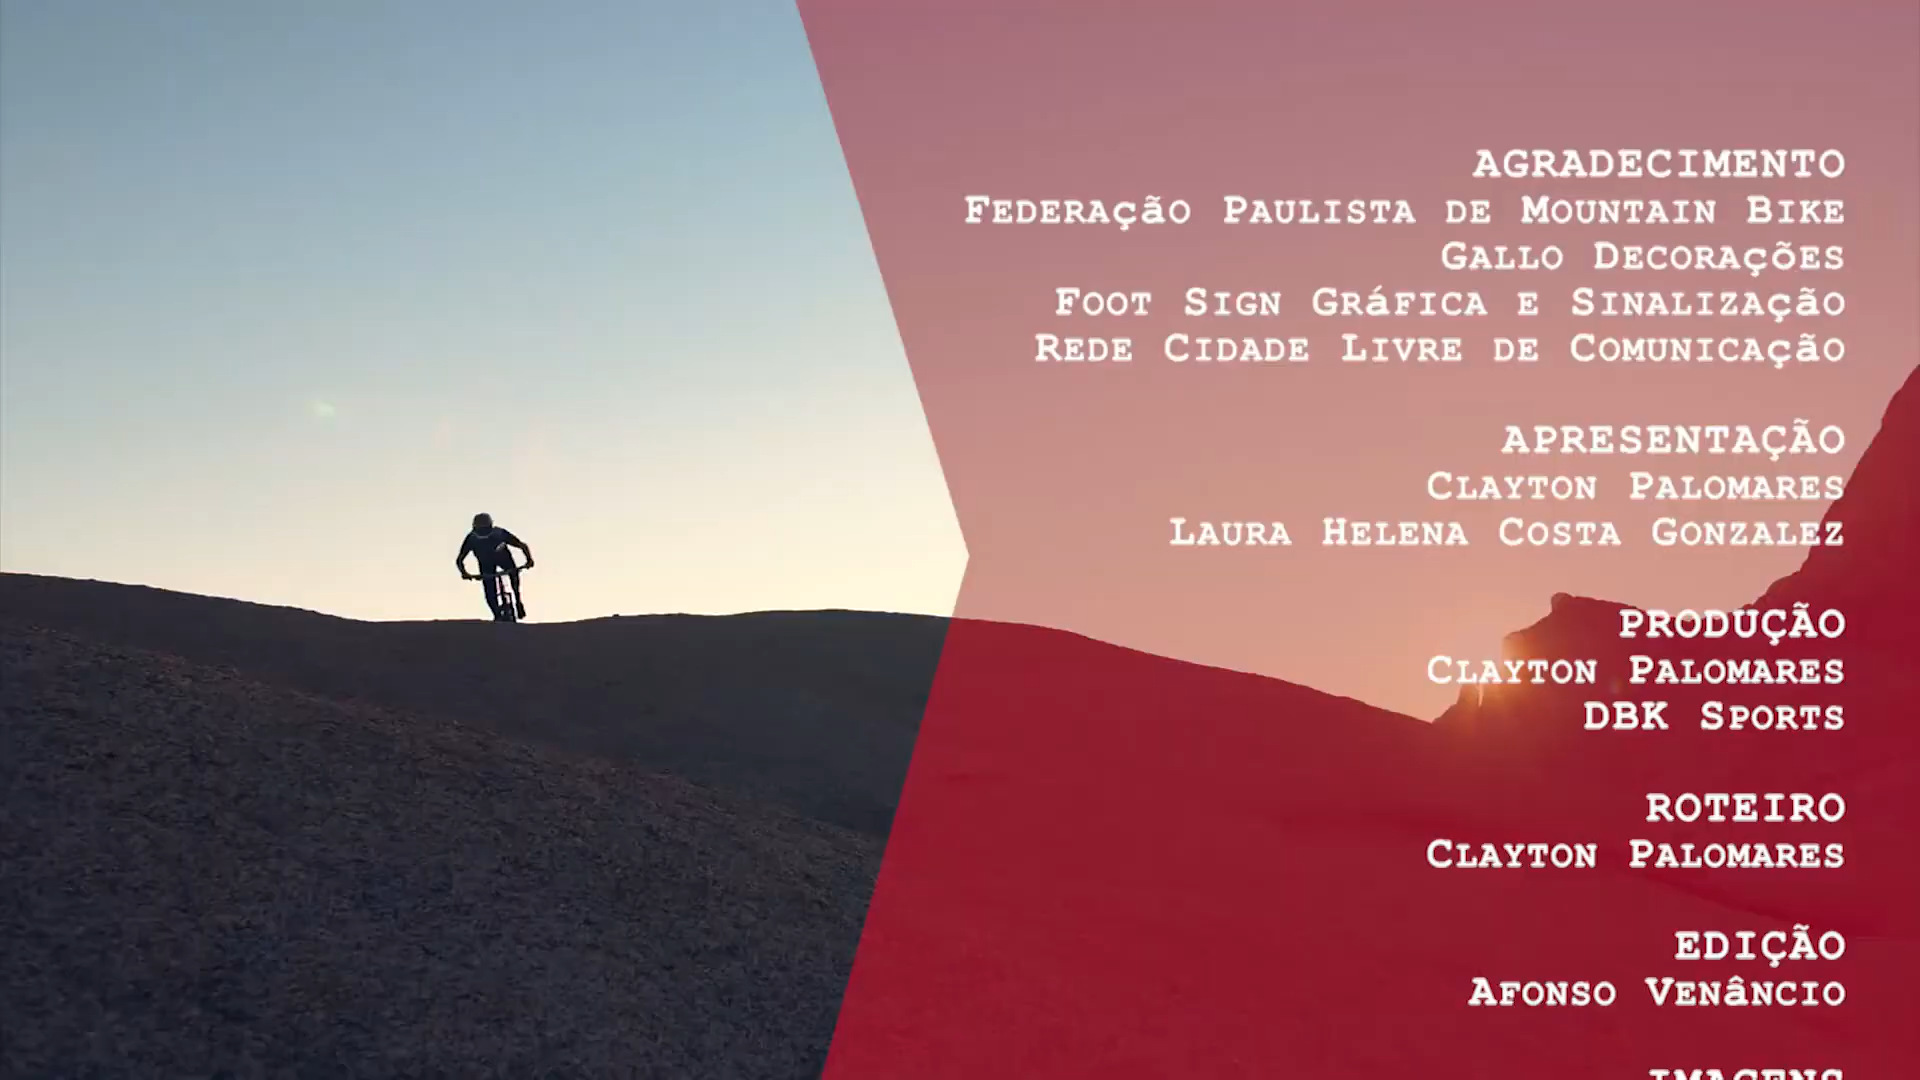 AGRADECIMENTO
FEDERAçãO PAULISTA DE MOUNTAIN BIKE
GALLO DECORAçõES
FOOT SIGN GRáFICA E SINALIZAçãO
REDE CIDADE LIVRE DE COMUNICAçãO
APRESENTAÇÃO
CLAYTON PALOMARES
LAURA HELENA COSTA GONZALEZ
PRODUÇÃO
CLAYTON PALOMARES
DBK SPORTS
ROTEIRO
CLAYTON PALOMARES
EDIÇÃO
AFONSO VENâNCIO
IMAGENS